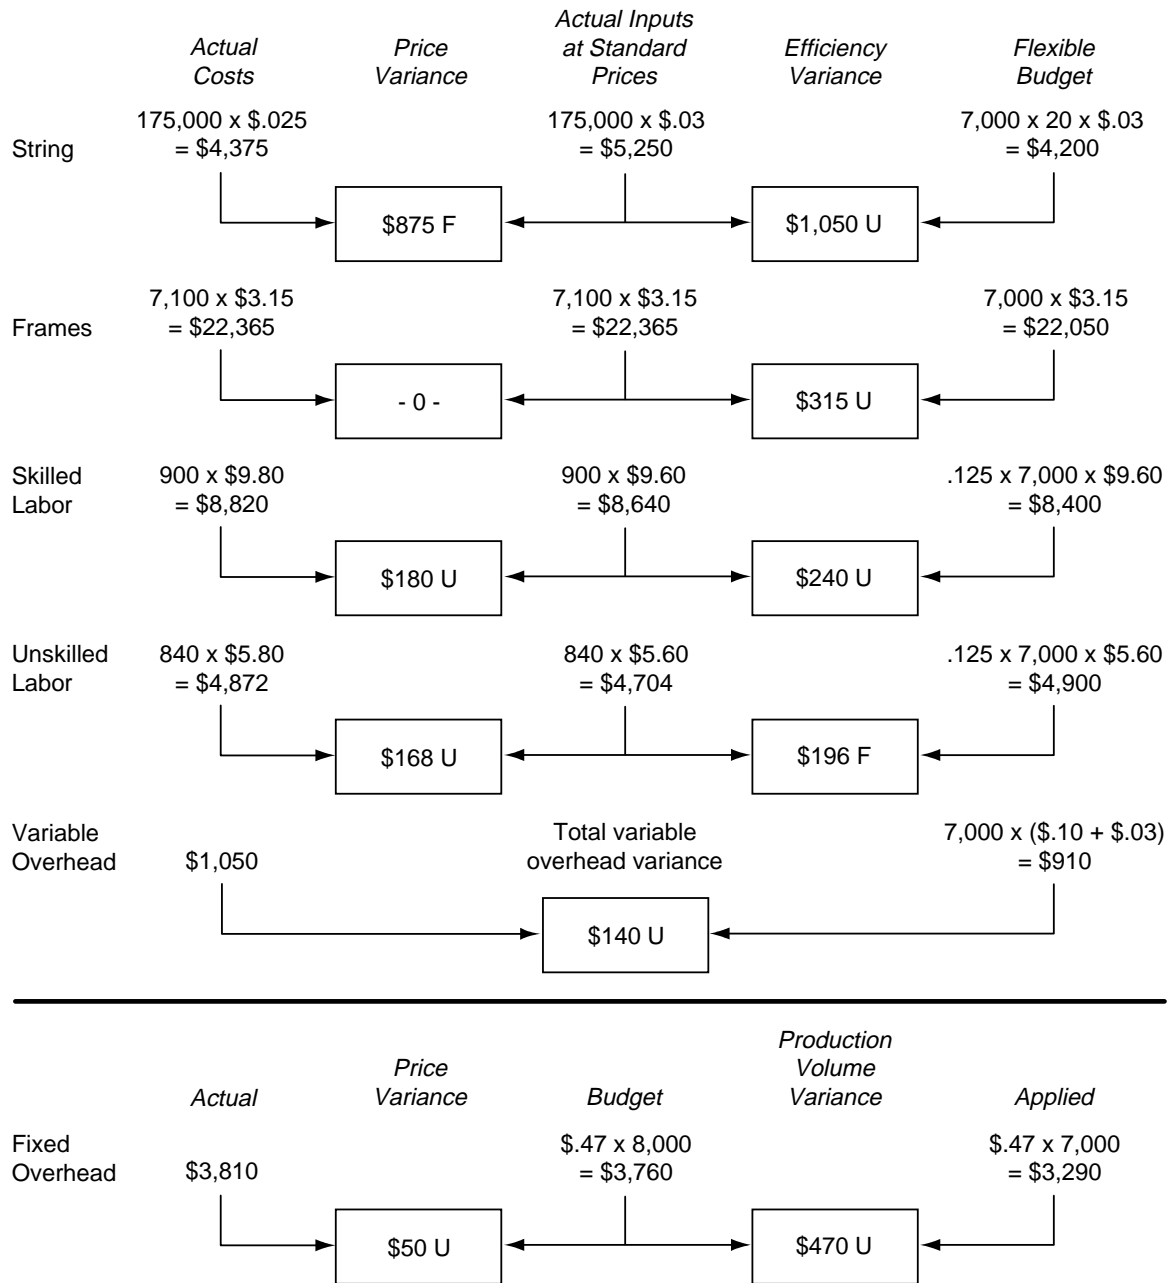 Actual Costs
Price Variance
Actual Inputs at Standard Prices
Efficiency Variance
Flexible Budget
String
175,000 x $.025
= $4,375
175,000 x $.03
= $5,250
7,000 x 20 x $.03
= $4,200
$875 F
$1,050 U
Frames
7,100 x $3.15
= $22,365
7,100 x $3.15
= $22,365
7,000 x $3.15
= $22,050
- 0 -
$315 U
Skilled Labor
900 x $9.80
= $8,820
900 x $9.60
= $8,640
.125 x 7,000 x $9.60
= $8,400
$180 U
$240 U
Unskilled Labor
840 x $5.80
= $4,872
840 x $5.60
= $4,704
.125 x 7,000 x $5.60
= $4,900
$168 U
$196 F
Variable Overhead
$1,050
Total variable overhead variance
7,000 x ($.10 + $.03)
= $910
$140 U
Actual
Price Variance
Budget
Production Volume Variance
Applied
Fixed Overhead
$3,810
$.47 x 8,000
= $3,760
$.47 x 7,000
= $3,290
$50 U
$470 U